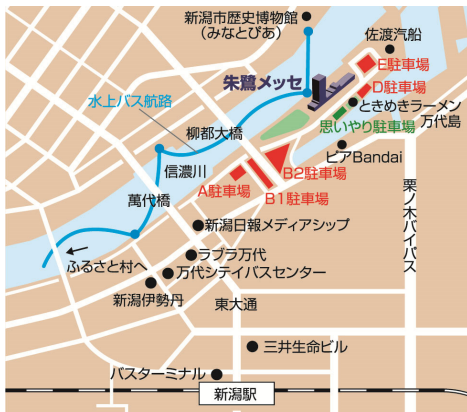 新潟市歴史博物館
（みなとぴあ）
佐渡汽船
E駐車場
朱鷺メッセ
D駐車場
水上バス航路
ときめきラーメン
万代島
思いやり駐車場
柳都大橋
ピアBandai
信濃川
B2駐車場
A駐車場
B1駐車場
萬代橋
栗ノ木バイパス
新潟日報メディアシップ
ラブラ万代
ふるさと村へ
万代シテイバスセンター
新潟伊勢丹
東大通
三井生命ビル
バスターミナル
新潟駅